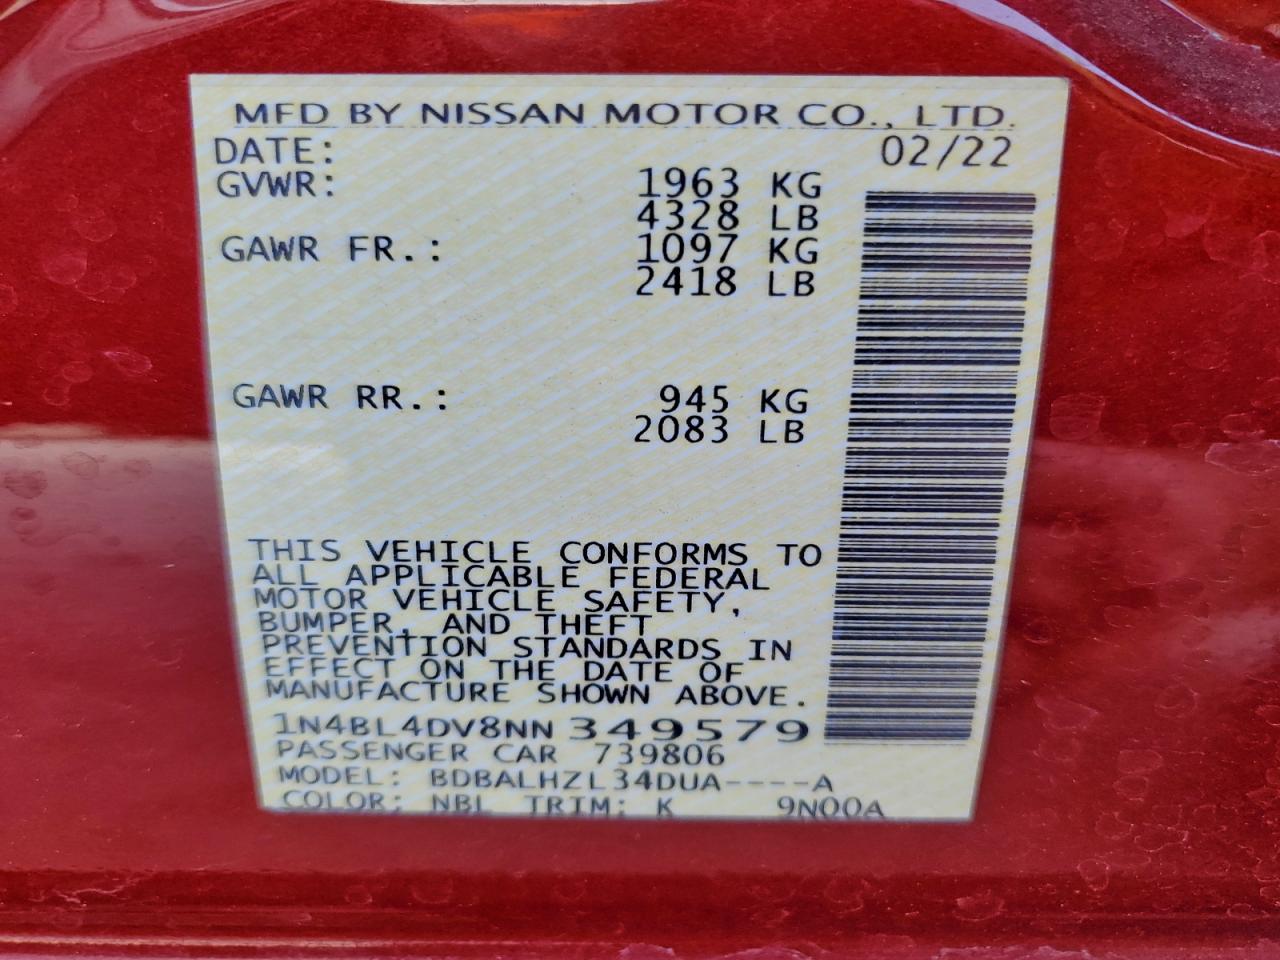 MFD BY NISSAN MOTOR CO., LTD.
DATE: 02/22
GVWR: 1963 KG
4328 LB
GAWR FR.: 1097 KG
2418 LB
GAWR RR.: 945 KG
2083 LB
THIS VEHICLE CONFORMS TO
ALL APPLICABLE FEDERAL
MOTOR VEHICLE SAFETY,
BUMPER, AND THEFT
PREVENTION STANDARDS IN
EFFECT ON THE DATE OF
MANUFACTURE SHOWN ABOVE.
1N4BL4DV8NN349579
PASSENGER CAR 739806
MODEL: BDBALHZL34DUA----A
COLOR: NBL TRIM: K 9N00A